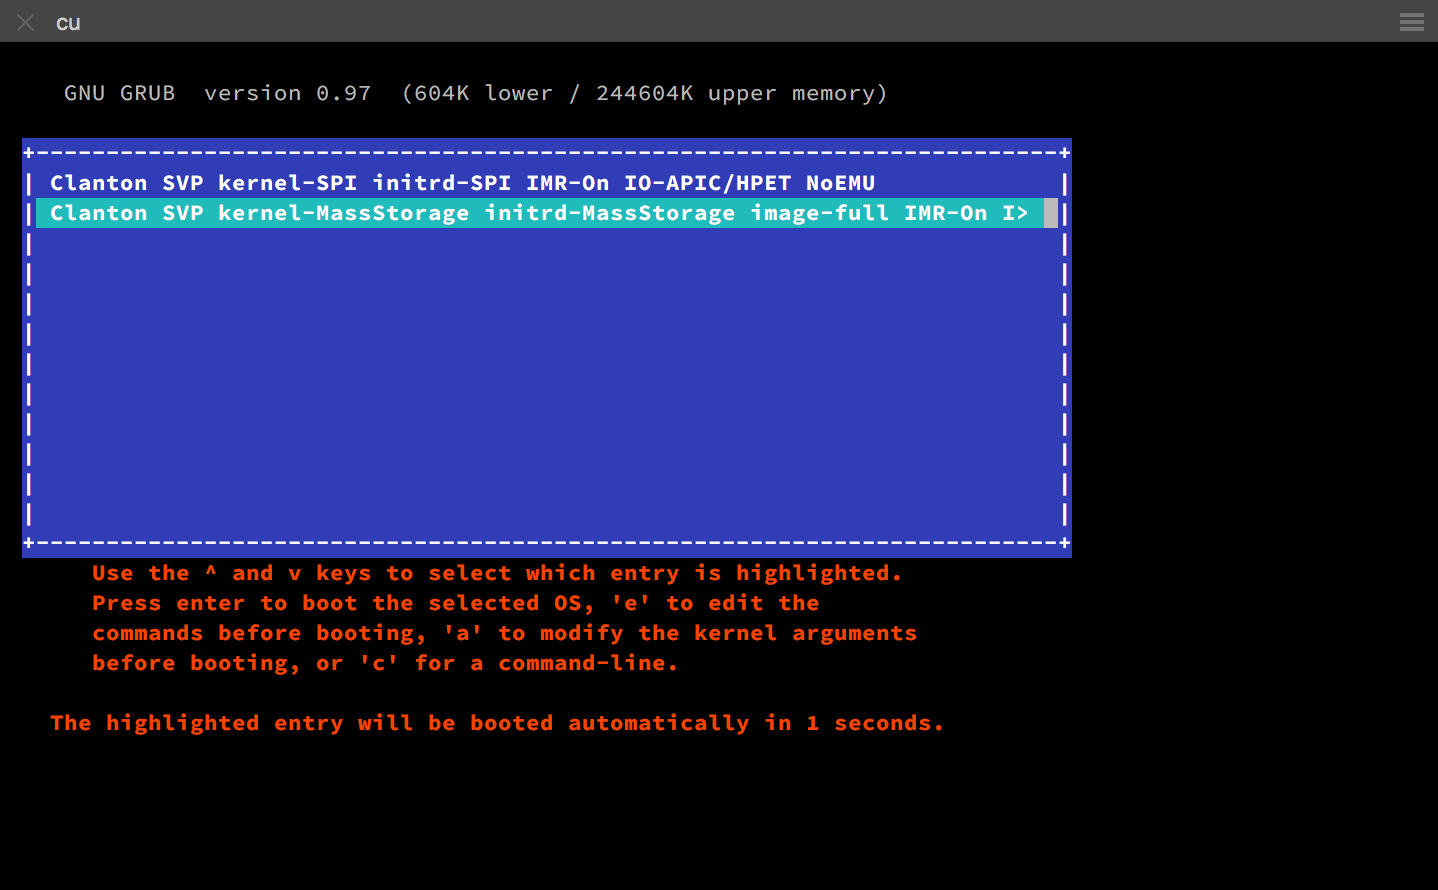 cu
GNU GRUB  version 0.97  (604K lower / 244604K upper memory)
+-------------------------------------------------------------------------+
| Clanton SVP kernel-SPI initrd-SPI IMR-On IO-APIC/HPET NoEMU             |
| Clanton SVP kernel-MassStorage initrd-MassStorage image-full IMR-On I>  |
|                                                                         |
|                                                                         |
|                                                                         |
|                                                                         |
|                                                                         |
|                                                                         |
|                                                                         |
|                                                                         |
|                                                                         |
|                                                                         |
+-------------------------------------------------------------------------+
Use the ^ and v keys to select which entry is highlighted.
Press enter to boot the selected OS, 'e' to edit the
commands before booting, 'a' to modify the kernel arguments
before booting, or 'c' for a command-line.
The highlighted entry will be booted automatically in 1 seconds.